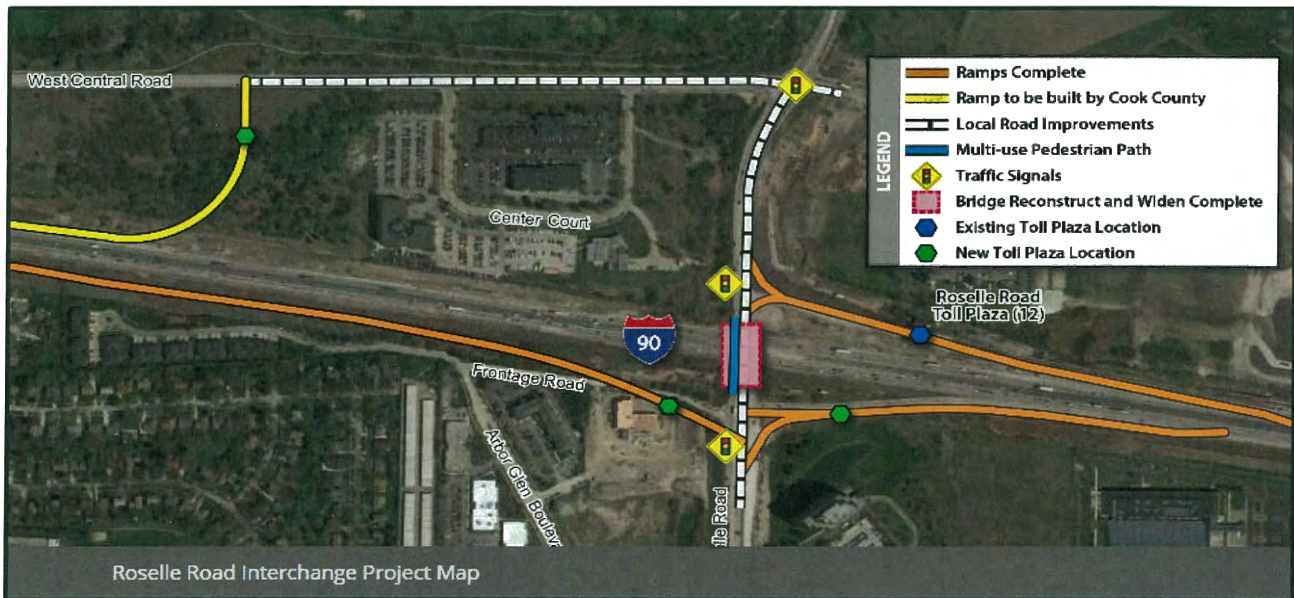 West Central Road
Center Court
Frontage Road
Arbor Glen Bouleva
90
Roselle Road
Toll Plaza (12)
elle Road
LEGEND
Ramps Complete
Ramp to be built by Cook County
Local Road Improvements
Multi-use Pedestrian Path
Traffic Signals
Bridge Reconstruct and Widen Complete
Existing Toll Plaza Location
New Toll Plaza Location
Roselle Road Interchange Project Map